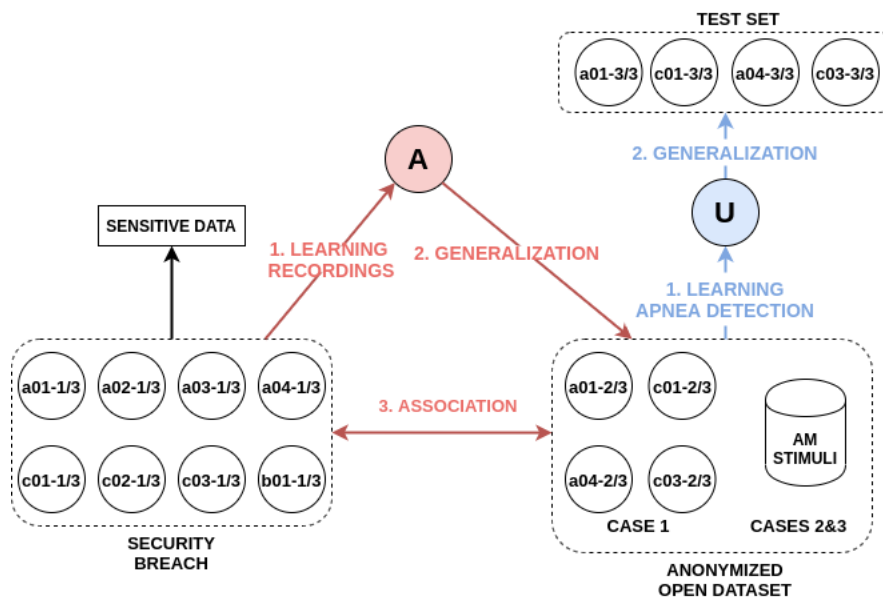 TEST SET
a01-3/3 c01-3/3 a04-3/3 c03-3/3
A
2. GENERALIZATION
U
SENSITIVE DATA
1. LEARNING
RECORDINGS
2. GENERALIZATION
1. LEARNING
APNEA DETECTION
a01-1/3 a02-1/3 a03-1/3 a04-1/3
c01-1/3 c02-1/3 c03-1/3 b01-1/3
3. ASSOCIATION
a01-2/3 c01-2/3
a04-2/3 c03-2/3
AM
STIMULI
CASE 1
CASES 2&3
SECURITY
BREACH
ANONYMIZED
OPEN DATASET